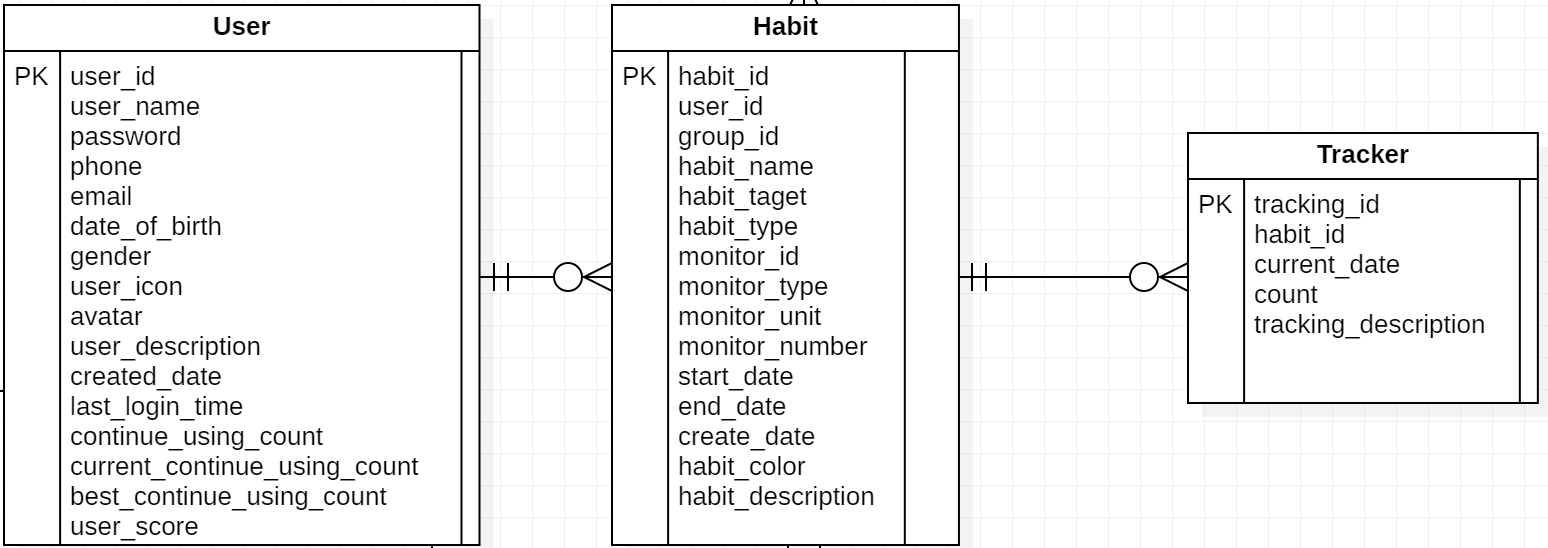 User
PK
user_id
user_name
password
phone
email
date_of_birth
gender
user_icon
avatar
user_description
created_date
last_login_time
continue_using_count
current_continue_using_count
best_continue_using_count
user_score
Habit
PK
habit_id
user_id
group_id
habit_name
habit_taget
habit_type
monitor_id
monitor_type
monitor_unit
monitor_number
start_date
end_date
create_date
habit_color
habit_description
Tracker
PK
tracking_id
habit_id
current_date
count
tracking_description